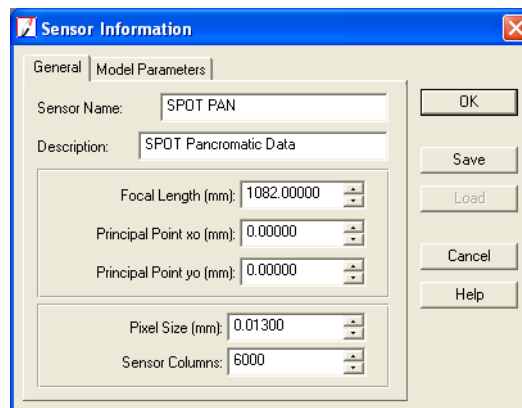 Sensor Information
General Model Parameters
Sensor Name: SPOT PAN
Description: SPOT Pancromatic Data
Focal Length (mm): 1082.00000
Principal Point xo (mm): 0.00000
Principal Point yo (mm): 0.00000
Pixel Size (mm): 0.01300
Sensor Columns: 6000
OK
Save
Load
Cancel
Help